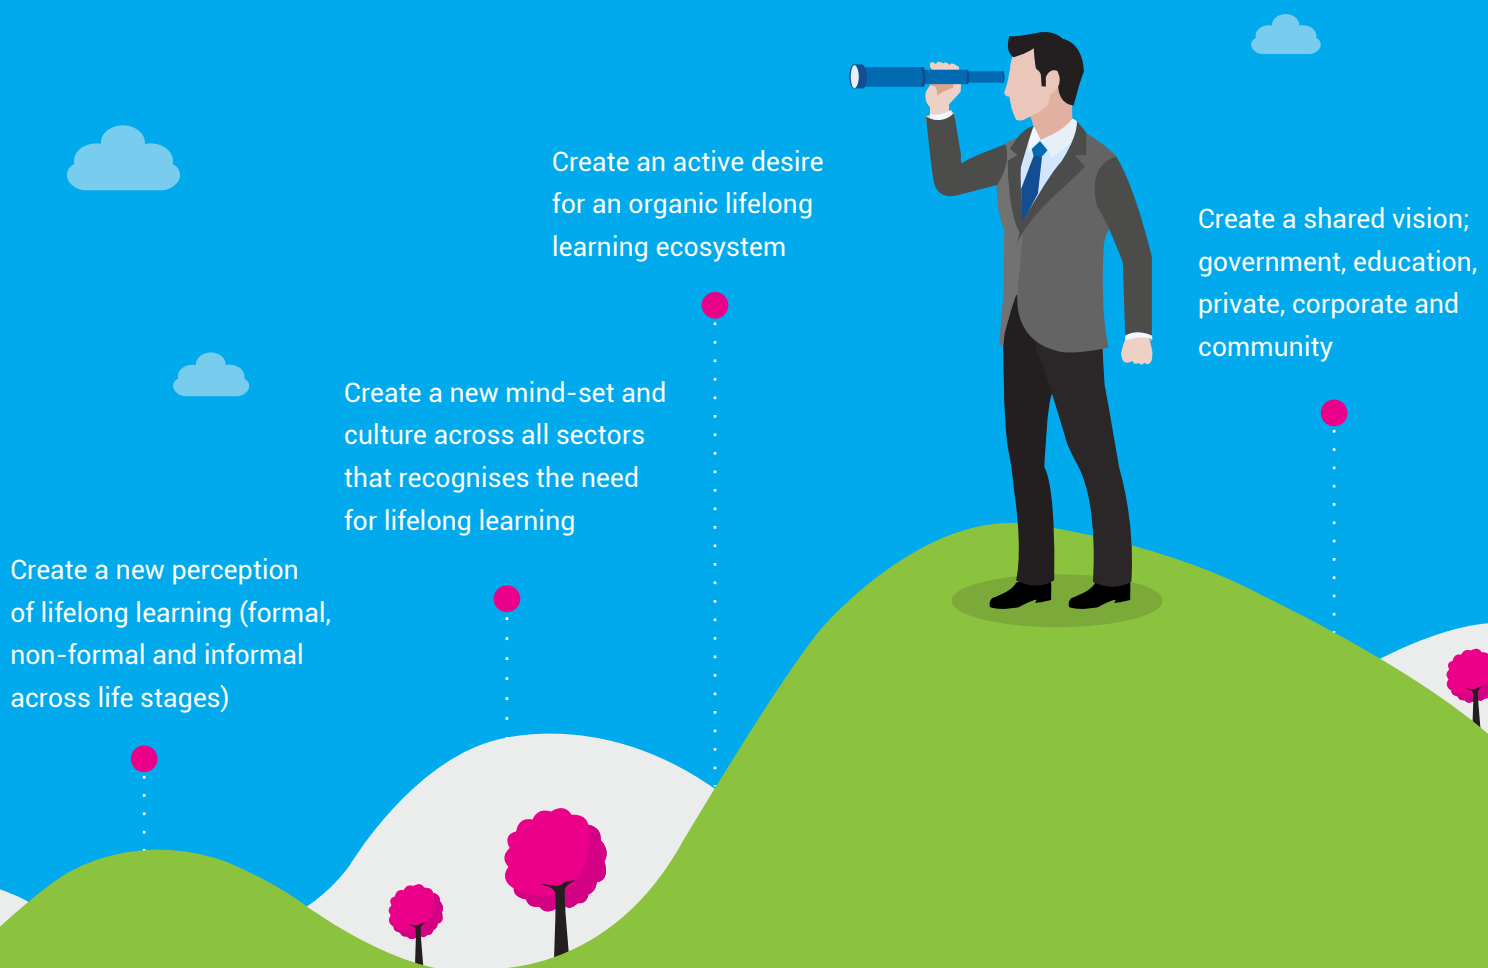 Create a new perception
of lifelong learning (formal,
non-formal and informal
across life stages)
Create a new mind-set and
culture across all sectors
that recognises the need
for lifelong learning
Create an active desire
for an organic lifelong
learning ecosystem
Create a shared vision;
government, education,
private, corporate and
community